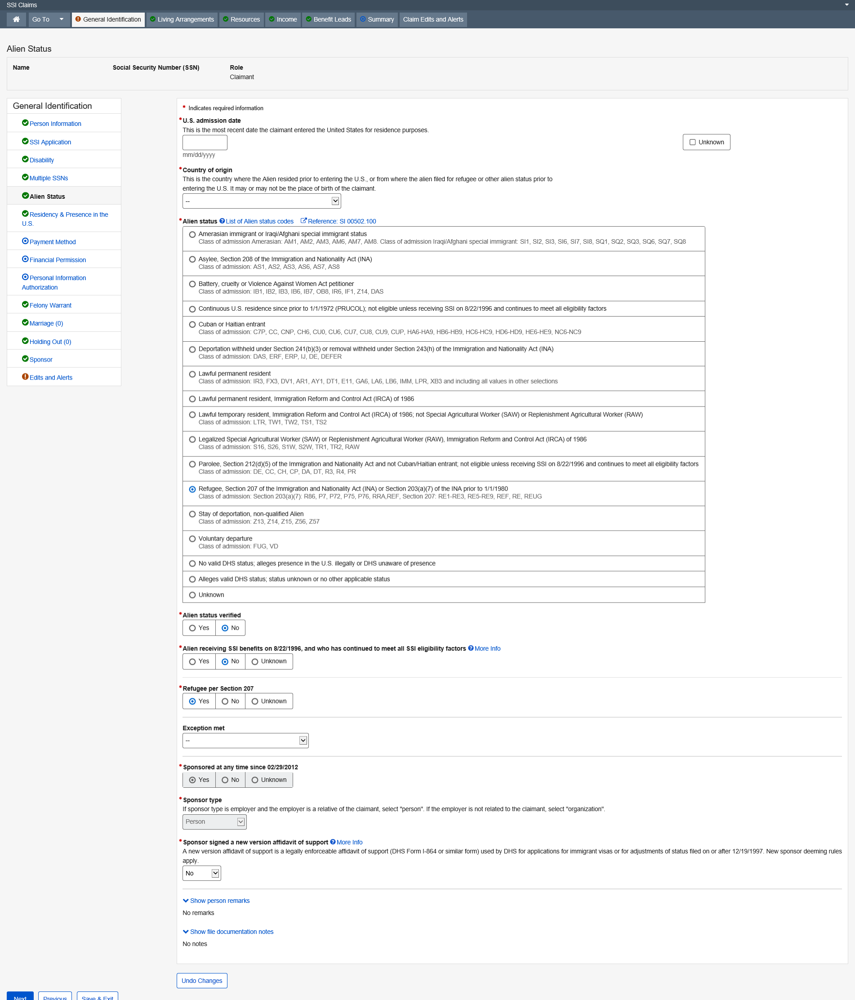 SSI Claims
Go To
General Identification
Living Arrangements
Resources
Income
Benefit Leads
Summary
Claim Edits and Alerts
Alien Status
Name
Social Security Number (SSN)
Role
Claimant
General Identification
Person Information
SSI Application
Disability
Multiple SSNs
Alien Status
Residency & Presence in the
U.S.
Payment Method
Financial Permission
Personal Information
Authorization
Felony Warrant
Marriage (0)
Holding Out (0)
Sponsor
Edits and Alerts
* Indicates required information
*U.S. admission date
This is the most recent date the claimant entered the United States for residence purposes.
Unknown
mm/dd/yyyy
*Country of origin
This is the country where the Alien resided prior to entering the U.S., or from where the alien filed for refugee or other alien status prior to
entering the U.S. It may or may not be the place of birth of the claimant.
--
*Alien status List of Alien status codes Reference: SI 00502.100
Amerasian immigrant or Iraqi/Afghani special immigrant status
Class of admission Amerasian: AM1, AM2, AM3, AM6, AM7, AM8. Class of admission Iraqi/Afghani special immigrant: SI1, SI2, SI3, SI6, SI7, SI8, SQ1, SQ2, SQ3, SQ6, SQ7, SQ8
Asylee, Section 208 of the Immigration and Nationality Act (INA)
Class of admission: AS1, AS2, AS3, AS6, AS7, AS8
Battery, cruelty or Violence Against Women Act petitioner
Class of admission: IB1, IB2, IB3, IB6, IB7, OB8, IR6, IF1, Z14, DAS
Continuous U.S. residence since prior to 1/1/1972 (PRUCOL); not eligible unless receiving SSI on 8/22/1996 and continues to meet all eligibility factors
Cuban or Haitian entrant
Class of admission: C7P, CC, CNP, CH6, CU0, CU6, CU7, CU8, CU9, CUP, HA6-HA9, HB6-HB9, HC6-HC9, HD6-HD9, HE6-HE9, NC6-NC9
Deportation withheld under Section 241(b)(3) or removal withheld under Section 243(h) of the Immigration and Nationality Act (INA)
Class of admission: DAS, ERF, ERP, IJ, DE, DEFER
Lawful permanent resident
Class of admission: IR3, FX3, DV1, AR1, AY1, DT1, E11, GA6, LA6, LB6, IMM, LPR, XB3 and including all values in other selections
Lawful permanent resident, Immigration Reform and Control Act (IRCA) of 1986
Lawful temporary resident, Immigration Reform and Control Act (IRCA) of 1986; not Special Agricultural Worker (SAW) or Replenishment Agricultural Worker (RAW)
Class of admission: LTR, TW1, TW2, TS1, TS2
Legalized Special Agricultural Worker (SAW) or Replenishment Agricultural Worker (RAW), Immigration Reform and Control Act (IRCA) of 1986
Class of admission: S16, S26, S1W, S2W, TR1, TR2, RAW
Parolee, Section 212(d)(5) of the Immigration and Nationality Act and not Cuban/Haitian entrant; not eligible unless receiving SSI on 8/22/1996 and continues to meet all eligibility factors
Class of admission: DE, CC, CH, CP, DA, DT, R3, R4, PR
Refugee, Section 207 of the Immigration and Nationality Act (INA) or Section 203(a)(7) of the INA prior to 1/1/1980
Class of admission: Section 203(a)(7): R86, P7, P72, P75, P76, RRA,REF, Section 207: RE1-RE3, RE5-RE9, REF, RE, REUG
Stay of deportation, non-qualified Alien
Class of admission: Z13, Z14, Z15, Z56, Z57
Voluntary departure
Class of admission: FUG, VD
No valid DHS status; alleges presence in the U.S. illegally or DHS unaware of presence
Alleges valid DHS status; status unknown or no other applicable status
Unknown
*Alien status verified
Yes No
*Alien receiving SSI benefits on 8/22/1996, and who has continued to meet all SSI eligibility factors More Info
Yes No Unknown
*Refugee per Section 207
Yes No Unknown
Exception met
--
*Sponsored at any time since 02/29/2012
Yes No Unknown
*Sponsor type
If sponsor type is employer and the employer is a relative of the claimant, select "person". If the employer is not related to the claimant, select "organization".
Person
*Sponsor signed a new version affidavit of support More Info
A new version affidavit of support is a legally enforceable affidavit of support (DHS Form I-864 or similar form) used by DHS for applications for immigrant visas or for adjustments of status filed on or after 12/19/1997. New sponsor deeming rules
apply.
No
Show person remarks
No remarks
Show file documentation notes
No notes
Undo Changes
Next Previous Save & Exit